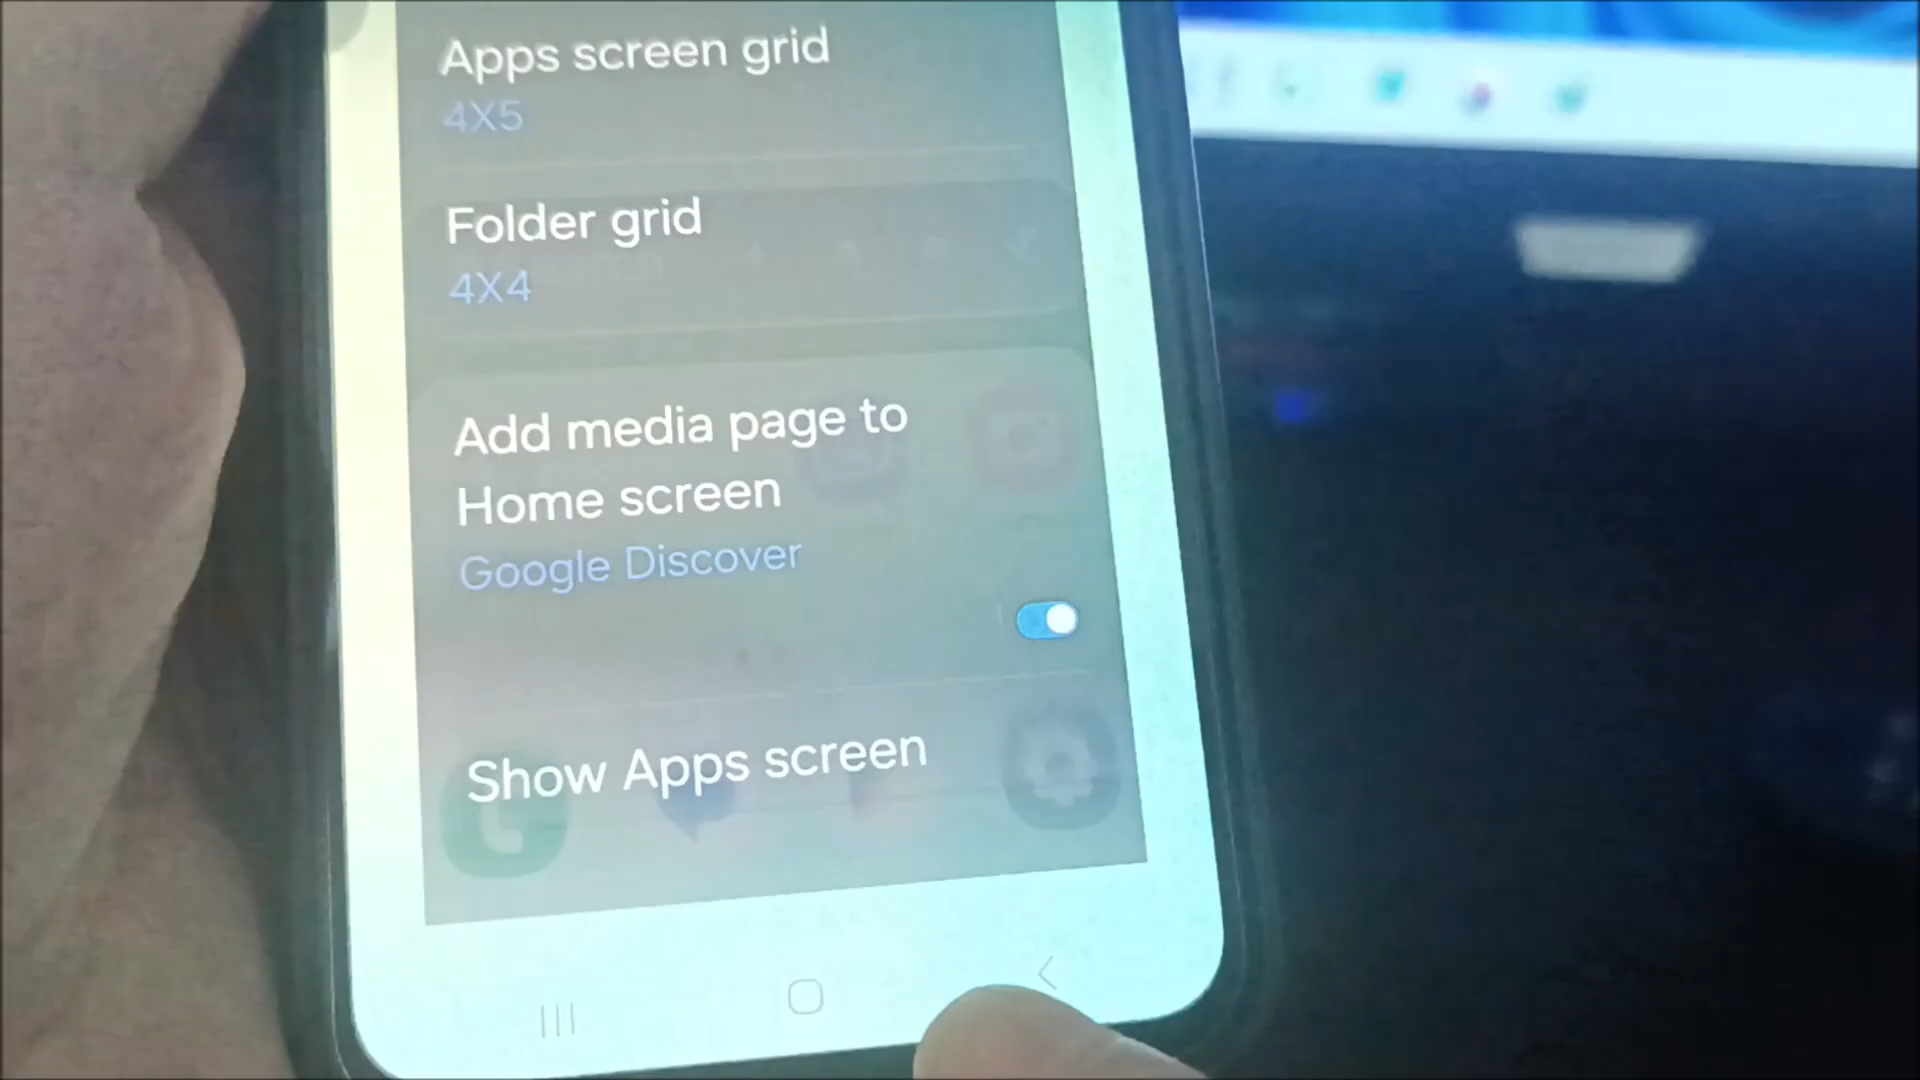 Apps screen grid
4X5
Folder grid
4X4
Add media page to
Home screen
Google Discover
Show Apps screen